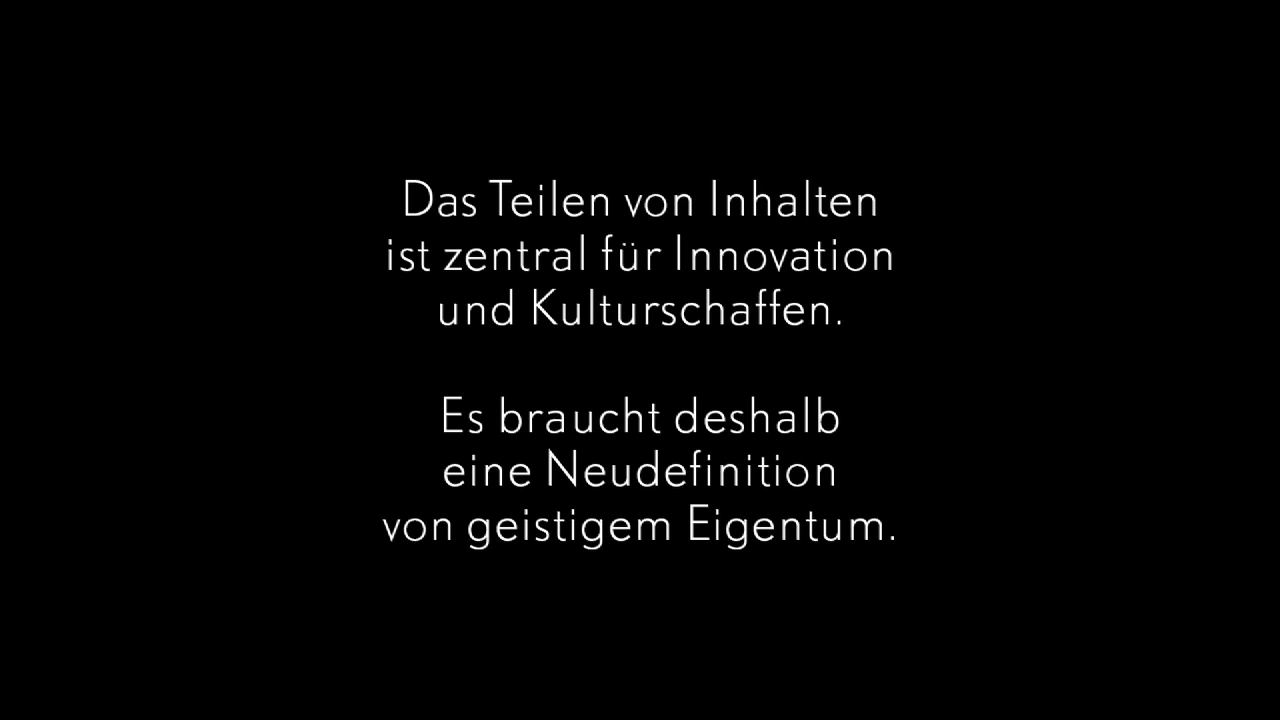 Das Teilen von Inhalten
ist zentral für Innovation
und Kulturschaffen.
Es braucht deshalb
eine Neudefinition
von geistigem Eigentum.